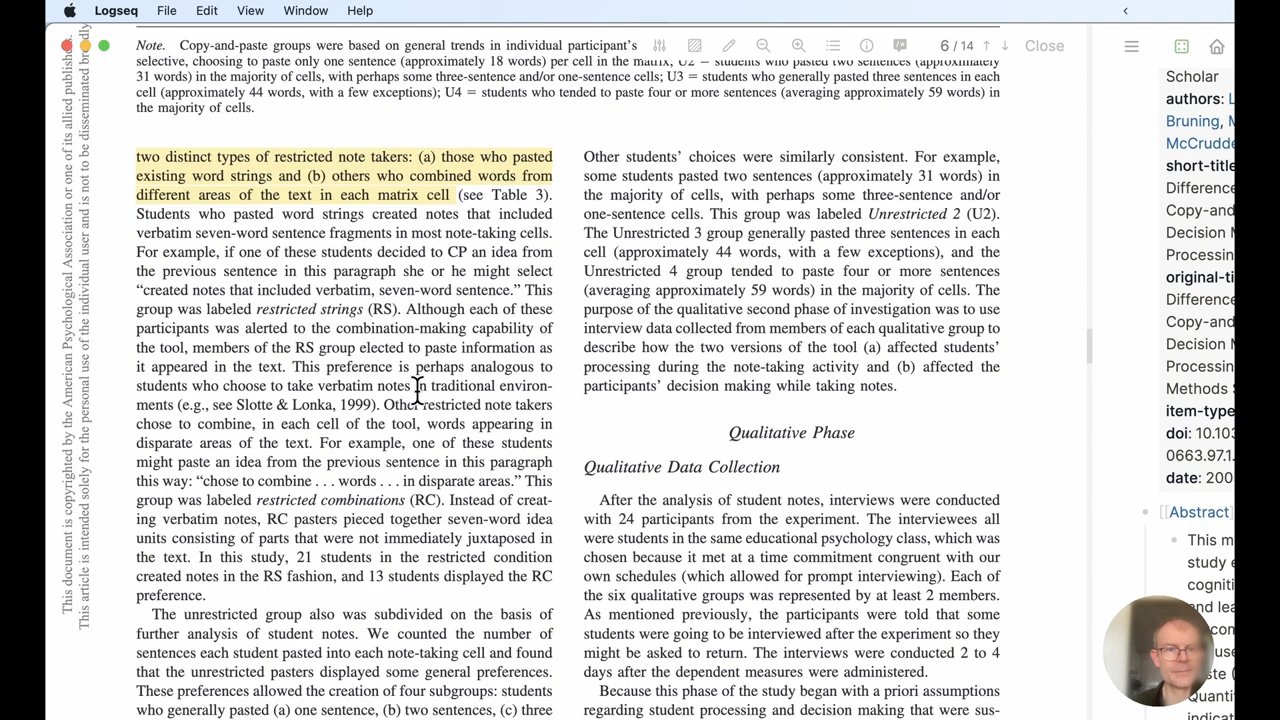 Logseq File Edit View Window Help
6 / 14 Close
This document is copyrighted by the American Psychological Association or one of its allied
This article is intended solely for the personal use of the individual user and is not to be disseminated broadly
Note. Copy-and-paste groups were based on general trends in individual participant's
selective, choosing to paste only one sentence (approximately 18 words) per cell in the matrix, U2 = students who pasted two sentences (approximately
31 words) in the majority of cells, with perhaps some three-sentence and/or one-sentence cells; U3 = students who generally pasted three sentences in each
cell (approximately 44 words, with a few exceptions); U4 = students who tended to paste four or more sentences (averaging approximately 59 words) in
the majority of cells.
two distinct types of restricted note takers: (a) those who pasted
existing word strings and (b) others who combined words from
different areas of the text in each matrix cell (see Table 3).
Students who pasted word strings created notes that included
verbatim seven-word sentence fragments in most note-taking cells.
For example, if one of these students decided to CP an idea from
the previous sentence in this paragraph she or he might select
“created notes that included verbatim, seven-word sentence.” This
group was labeled restricted strings (RS). Although each of these
participants was alerted to the combination-making capability of
the tool, members of the RS group elected to paste information as
it appeared in the text. This preference is perhaps analogous to
students who choose to take verbatim notes in traditional environ-
ments (e.g., see Slotte & Lonka, 1999). Other restricted note takers
chose to combine, in each cell of the tool, words appearing in
disparate areas of the text. For example, one of these students
might paste an idea from the previous sentence in this paragraph
this way: “chose to combine . . . words . . . in disparate areas.” This
group was labeled restricted combinations (RC). Instead of creat-
ing verbatim notes, RC pasters pieced together seven-word idea
units consisting of parts that were not immediately juxtaposed in
the text. In this study, 21 students in the restricted condition
created notes in the RS fashion, and 13 students displayed the RC
preference.
The unrestricted group also was subdivided on the basis of
further analysis of student notes. We counted the number of
sentences each student pasted into each note-taking cell and found
that the unrestricted pasters displayed some general preferences.
These preferences allowed the creation of four subgroups: students
who generally pasted (a) one sentence, (b) two sentences, (c) three
Other students’ choices were similarly consistent. For example,
some students pasted two sentences (approximately 31 words) in
the majority of cells, with perhaps some three-sentence and/or
one-sentence cells. This group was labeled Unrestricted 2 (U2).
The Unrestricted 3 group generally pasted three sentences in each
cell (approximately 44 words, with a few exceptions), and the
Unrestricted 4 group tended to paste four or more sentences
(averaging approximately 59 words) in the majority of cells. The
purpose of the qualitative second phase of investigation was to use
interview data collected from members of each qualitative group to
describe how the two versions of the tool (a) affected students’
processing during the note-taking activity and (b) affected the
participants’ decision making while taking notes.
Qualitative Phase
Qualitative Data Collection
After the analysis of student notes, interviews were conducted
with 24 participants from the experiment. The interviewees all
were students in the same educational psychology class, which was
chosen because it met at a time commitment congruent with our
own schedules (which allowed for prompt interviewing). Each of
the six qualitative groups was represented by at least 2 members.
As mentioned previously, the participants were told that some
students were going to be interviewed after the experiment so they
might be asked to return. The interviews were conducted 2 to 4
days after the dependent measures were administered.
Because this phase of the study began with a priori assumptions
regarding student processing and decision making that were sus-
Scholar
authors: L
Bruning, M
McCrudde
short-title
Difference
Copy-and
Decision M
Processing
original-ti
Difference
Copy-and
Decision M
Processing
Methods S
item-type
doi: 10.103
0663.97.1.
date: 200
[[Abstract
This m
study e
cogniti
and lea
Quanti
indicat